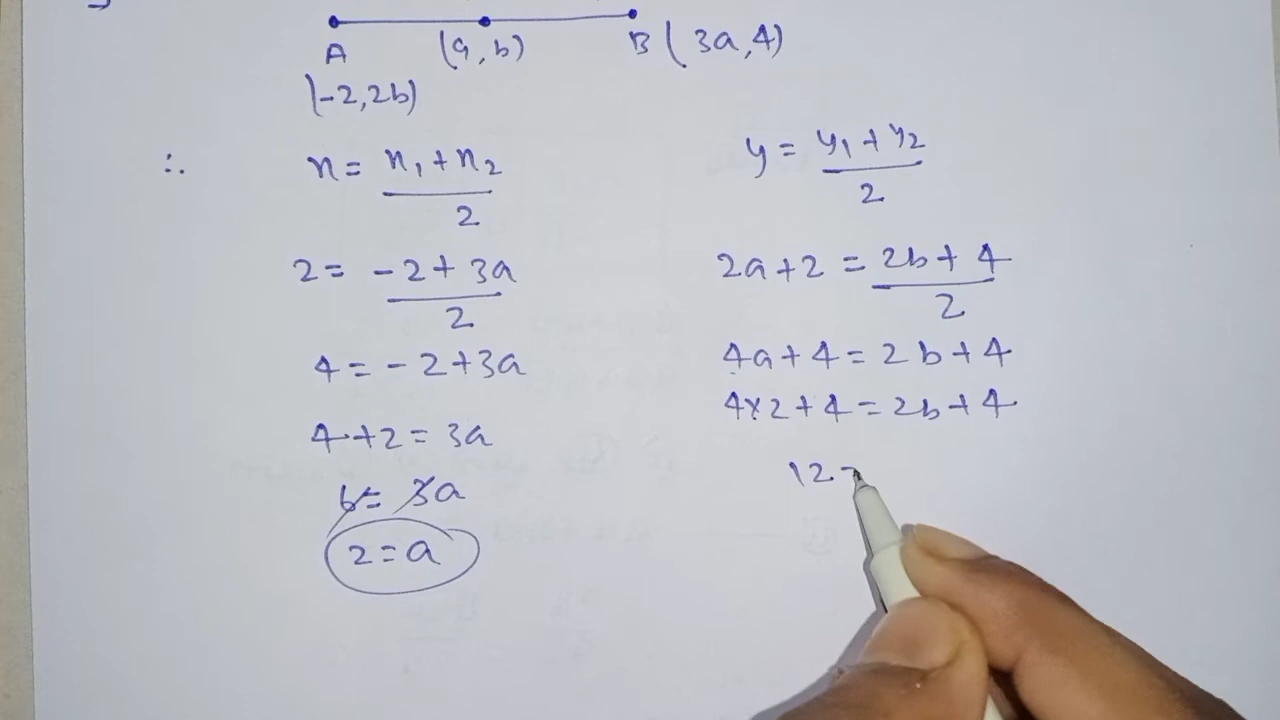 A (a, b) B (3a, 4)
(-2, 2b)
∴ x = x₁ + x₂ / 2 y = y₁ + y₂ / 2
2 = -2 + 3a / 2 2a + 2 = 2b + 4 / 2
4 = -2 + 3a 4a + 4 = 2b + 4
4×2 + 4 = 2b + 4
4 + 2 = 3a
12 =
6 = 3a
2 = a